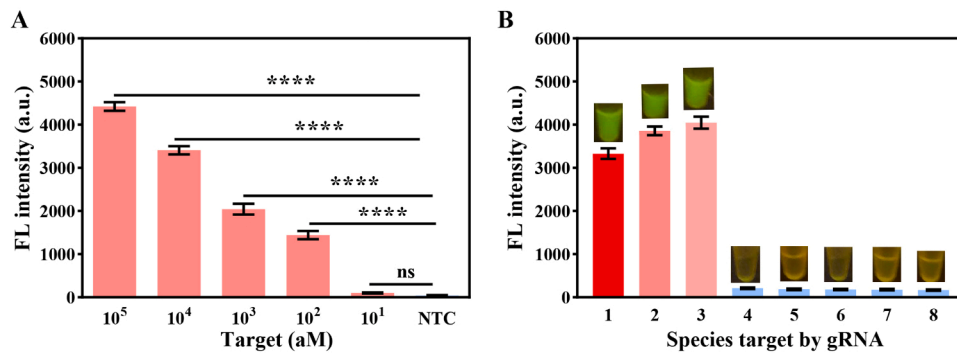 A
FL intensity (a.u.)
6000
5000
4000
3000
2000
1000
0
****
****
****
****
ns
10⁵ 10⁴ 10³ 10² 10¹ NTC
Target (aM)
B
FL intensity (a.u.)
6000
5000
4000
3000
2000
1000
0
1 2 3 4 5 6 7 8
Species target by gRNA